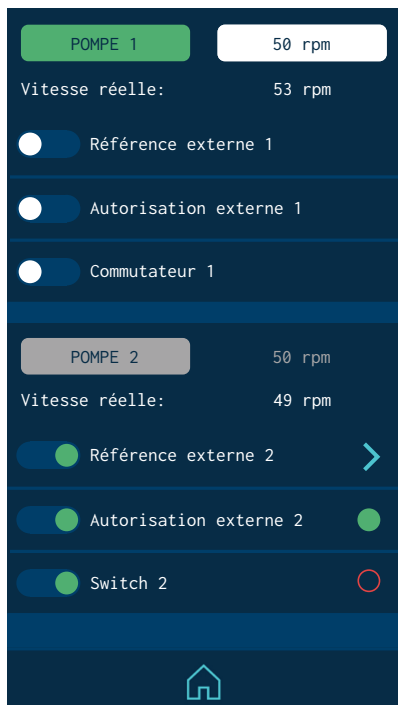 POMPE 1 50 rpm
Vitesse réelle: 53 rpm
Référence externe 1
Autorisation externe 1
Commutateur 1
POMPE 2 50 rpm
Vitesse réelle: 49 rpm
Référence externe 2
Autorisation externe 2
Switch 2